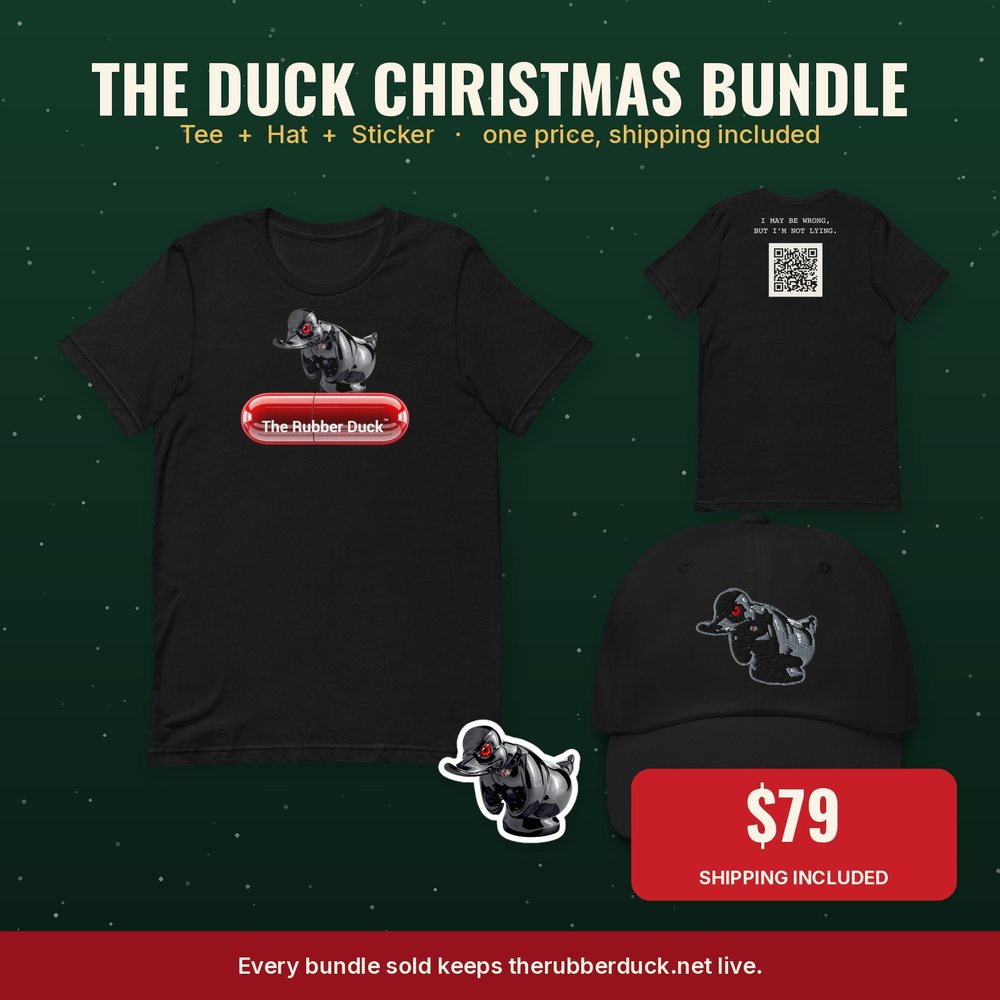 THE DUCK CHRISTMAS BUNDLE
Tee + Hat + Sticker · one price, shipping included
I MAY BE WRONG,
BUT I'M NOT LYING.
The Rubber Duck™
$79
SHIPPING INCLUDED
Every bundle sold keeps therubberduck.net live.